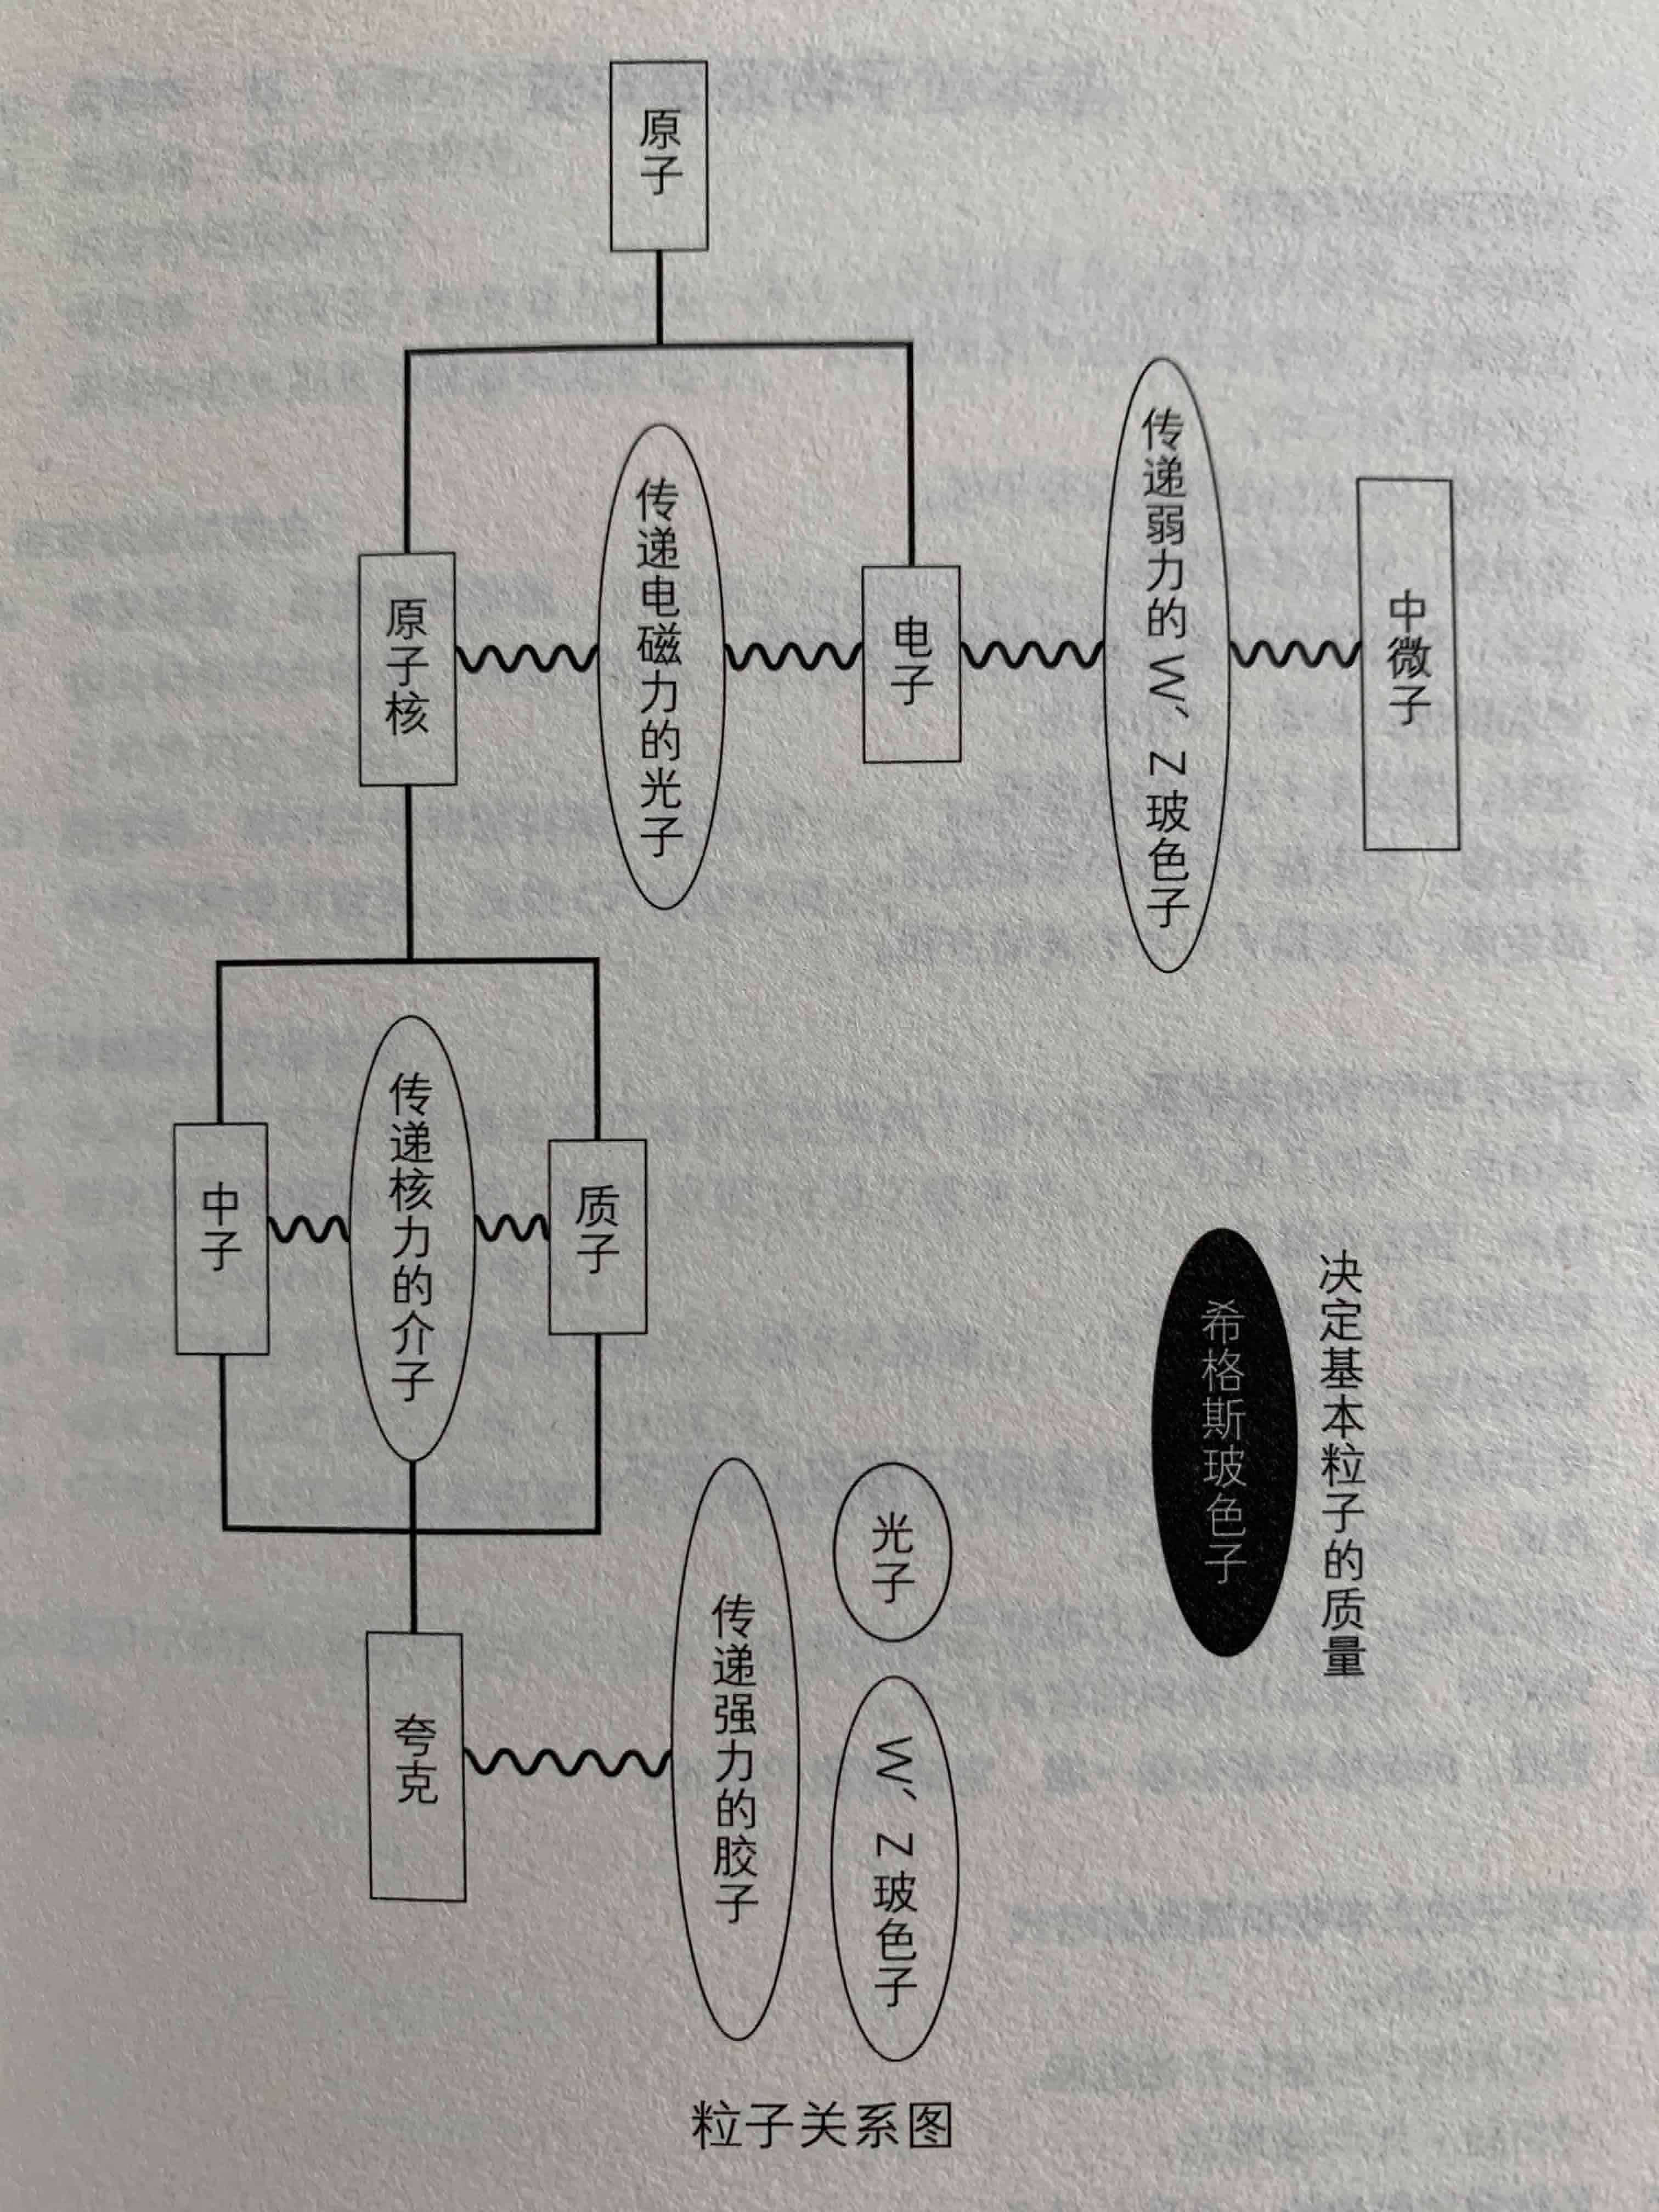 原子
原子核
传递电磁力的光子
电子
传递弱力的W、Z玻色子
中微子
中子
传递核力的介子
质子
夸克
传递强力的胶子
光子
W、Z玻色子
希格斯玻色子
决定基本粒子的质量
粒子关系图